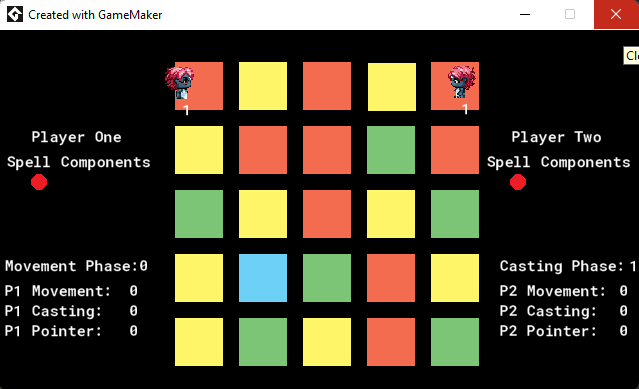 Created with GameMaker
Clo
1
1
Player One
Spell Components
Player Two
Spell Components
Movement Phase:0
P1 Movement: 0
P1 Casting: 0
P1 Pointer: 0
Casting Phase:1
P2 Movement: 0
P2 Casting: 0
P2 Pointer: 0